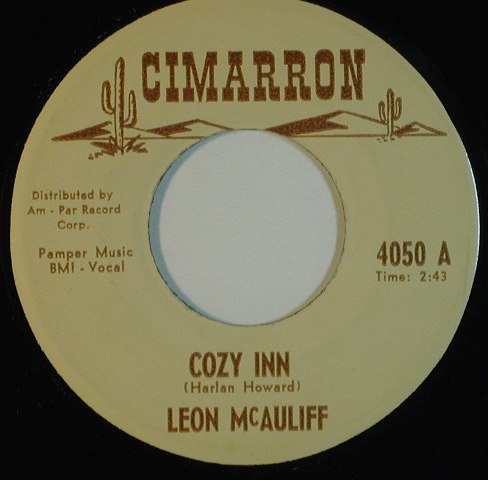 CIMARRON
Distributed by
Am - Par Record
Corp.
Pamper Music
BMI - Vocal
4050 A
Time: 2:43
COZY INN
(Harlan Howard)
LEON McAULIFF